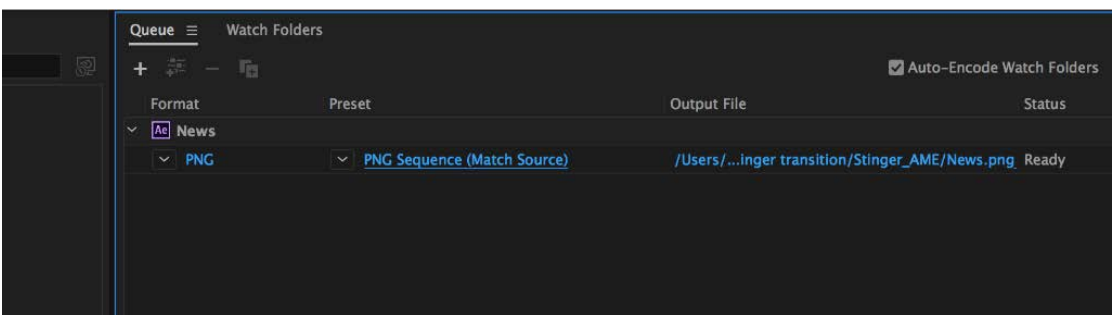 Queue Watch Folders
Auto-Encode Watch Folders
Format Preset Output File Status
Ae News
PNG PNG Sequence (Match Source) /Users/...inger transition/Stinger_AME/News.png Ready